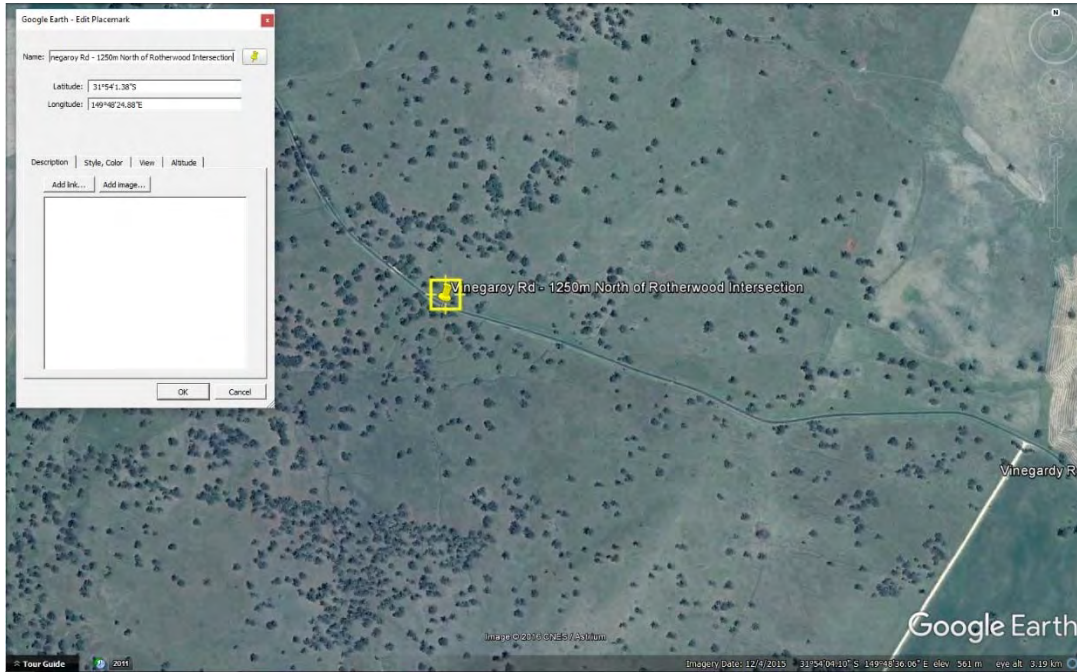 Google Earth - Edit Placemark
x
N
Name: negaroy Rd - 1250m North of Rotherwood Intersection
Latitude: 31°54'1.38"S
Longitude: 149°48'24.88"E
Description Style, Color View Altitude
Add link... Add image...
Vinegaroy Rd - 1250m North of Rotherwood Intersection
OK Cancel
Vinegardy R
Google Earth
Image © 2016 CNES / Astrium
Tour Guide 2011 Imagery Date: 12/4/2015 31°54'04.10" S 149°48'36.06" E elev 561 m eye alt 3.19 km